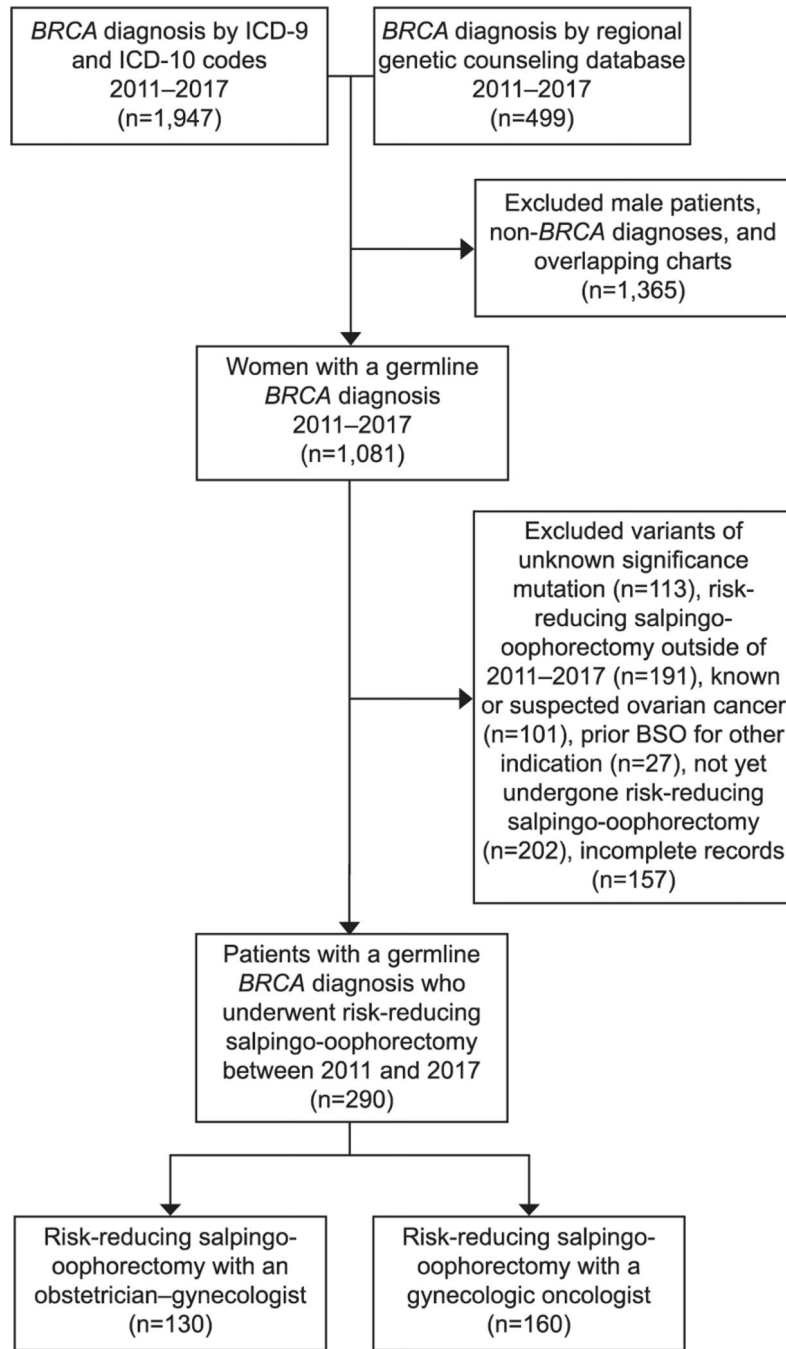 BRCA diagnosis by ICD-9
and ICD-10 codes
2011–2017
(n=1,947)
BRCA diagnosis by regional
genetic counseling database
2011–2017
(n=499)
Excluded male patients,
non-BRCA diagnoses, and
overlapping charts
(n=1,365)
Women with a germline
BRCA diagnosis
2011–2017
(n=1,081)
Excluded variants of
unknown significance
mutation (n=113), risk-
reducing salpingo-
oophorectomy outside of
2011–2017 (n=191), known
or suspected ovarian cancer
(n=101), prior BSO for other
indication (n=27), not yet
undergone risk-reducing
salpingo-oophorectomy
(n=202), incomplete records
(n=157)
Patients with a germline
BRCA diagnosis who
underwent risk-reducing
salpingo-oophorectomy
between 2011 and 2017
(n=290)
Risk-reducing salpingo-
oophorectomy with an
obstetrician–gynecologist
(n=130)
Risk-reducing salpingo-
oophorectomy with a
gynecologic oncologist
(n=160)